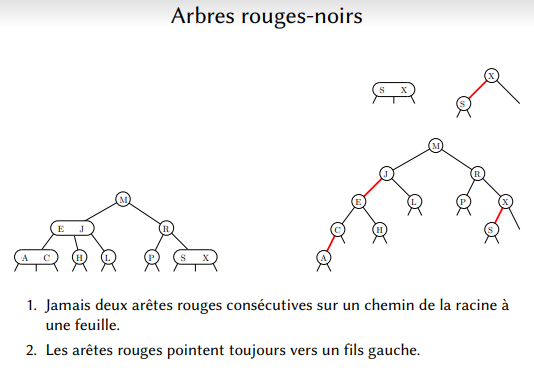 Arbres rouges-noirs
X
S X
S
M
J R
E L P X
M
C H S
E J R
A C H L P S X
A
1. Jamais deux arêtes rouges consécutives sur un chemin de la racine à
une feuille.
2. Les arêtes rouges pointent toujours vers un fils gauche.